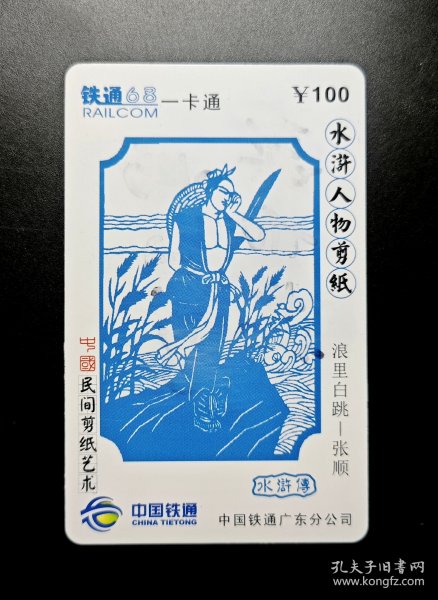 铁通68一卡通
RAILCOM
¥100
水浒人物剪纸
浪里白跳—张顺
中國民间剪纸艺术
水浒傳
中国铁通
CHINA TIETONG
中国铁通广东分公司
孔夫子旧书网
www.kongfz.com